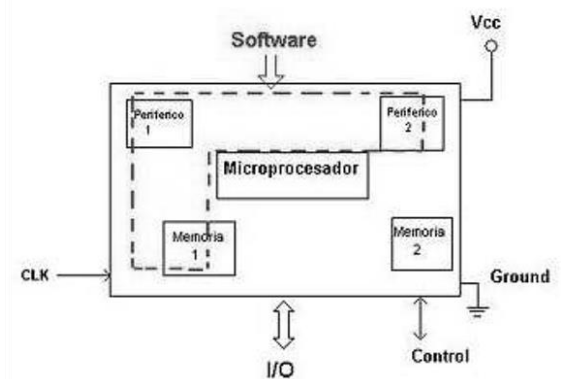 Vcc
Software
Periferico
1
Periferico
2
Microprocesador
Memoria
1
Memoria
2
CLK
Ground
Control
I/O